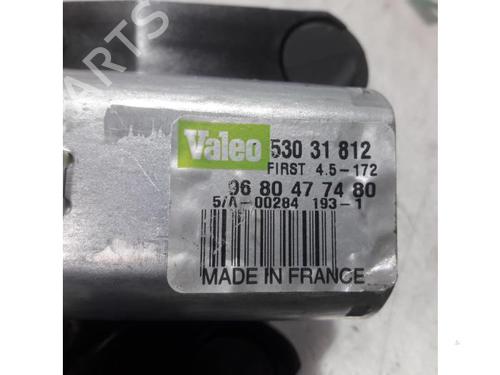 Valeo 530 31 812
FIRST 4.5-172
96 80 47 74 80
57A-00284 193-1
MADE IN FRANCE